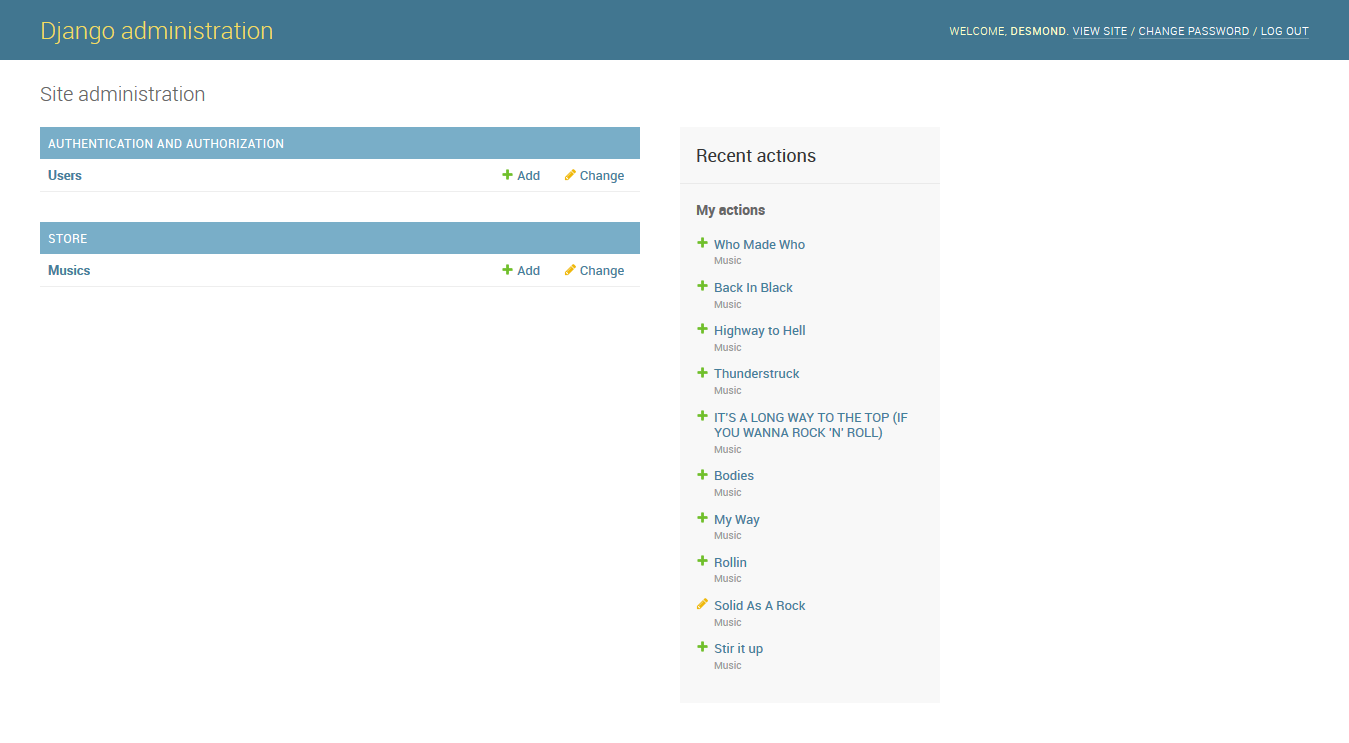 Django administration
WELCOME, DESMOND. VIEW SITE / CHANGE PASSWORD / LOG OUT
Site administration
AUTHENTICATION AND AUTHORIZATION
Users Add Change
STORE
Musics Add Change
Recent actions
My actions
Who Made Who
Music
Back In Black
Music
Highway to Hell
Music
Thunderstruck
Music
IT'S A LONG WAY TO THE TOP (IF
YOU WANNA ROCK 'N' ROLL)
Music
Bodies
Music
My Way
Music
Rollin
Music
Solid As A Rock
Music
Stir it up
Music